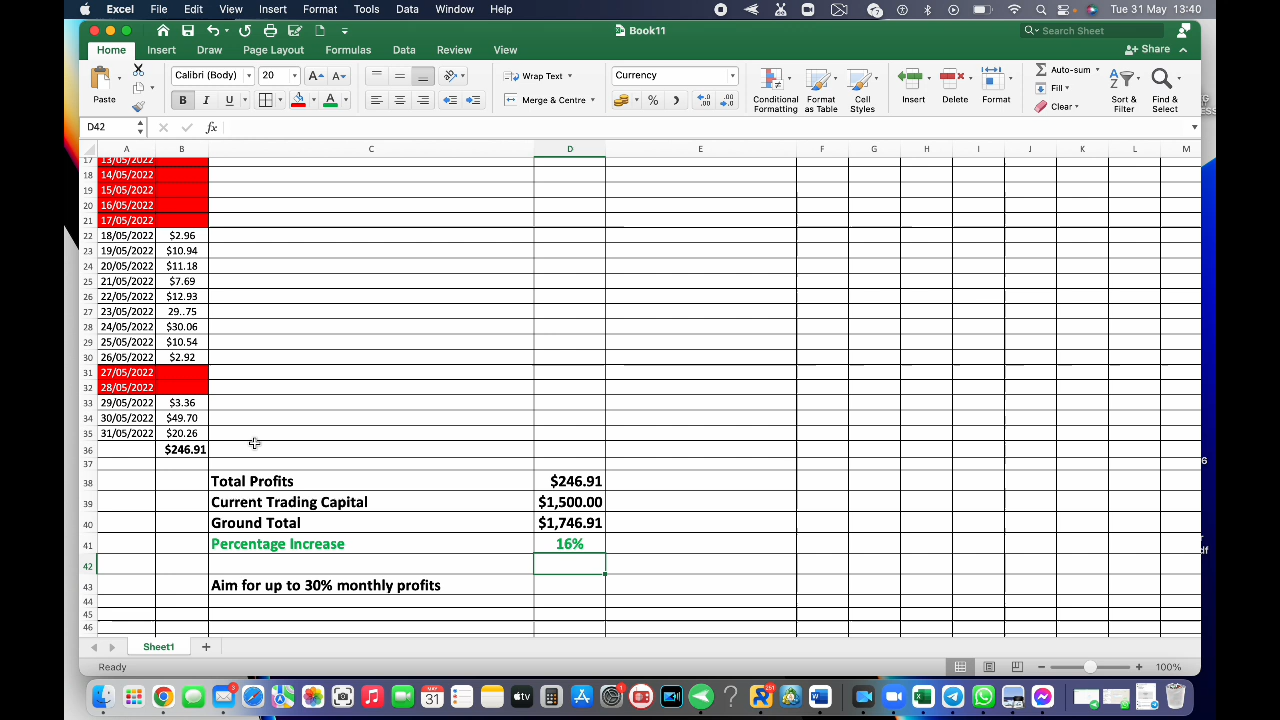 Excel File Edit View Insert Format Tools Data Window Help Tue 31 May 13:40
Book11 Search Sheet
Home Insert Draw Page Layout Formulas Data Review View Share
Paste Calibri (Body) 20 Wrap Text Currency Conditional Formatting Format as Table Cell Styles Insert Delete Format Auto-sum Sort & Filter Find & Select
B I U A Merge & Centre % Fill Clear
D42 fx
A B C D E F G H I J K L M
17 13/05/2022
18 14/05/2022
19 15/05/2022
20 16/05/2022
21 17/05/2022
22 18/05/2022 $2.96
23 19/05/2022 $10.94
24 20/05/2022 $11.18
25 21/05/2022 $7.69
26 22/05/2022 $12.93
27 23/05/2022 29..75
28 24/05/2022 $30.06
29 25/05/2022 $10.54
30 26/05/2022 $2.92
31 27/05/2022
32 28/05/2022
33 29/05/2022 $3.36
34 30/05/2022 $49.70
35 31/05/2022 $20.26
36 $246.91
37
38 Total Profits $246.91
39 Current Trading Capital $1,500.00
40 Ground Total $1,746.91
41 Percentage Increase 16%
42
43 Aim for up to 30% monthly profits
44
45
46
Sheet1
Ready 100%